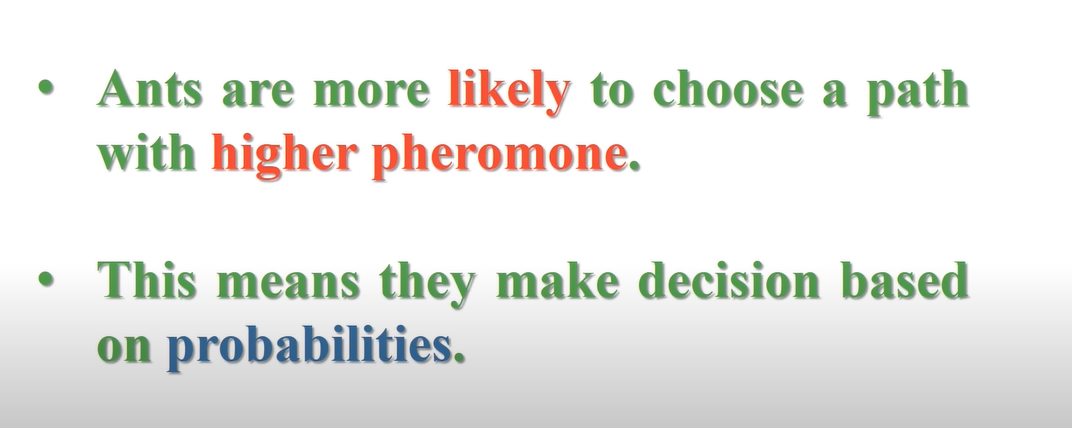 • Ants are more likely to choose a path
with higher pheromone.
• This means they make decision based
on probabilities.